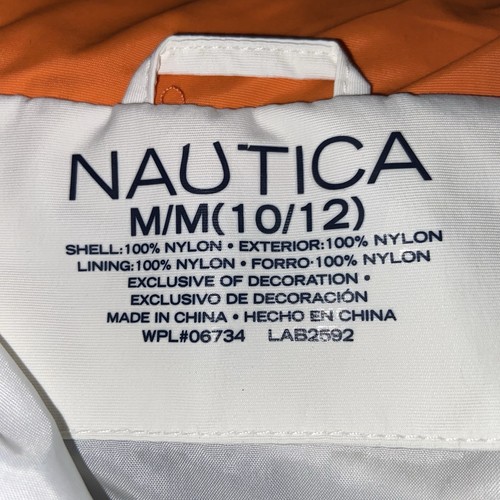 NAUTICA
M/M(10/12)
SHELL:100% NYLON • EXTERIOR:100% NYLON
LINING:100% NYLON • FORRO:100% NYLON
EXCLUSIVE OF DECORATION •
EXCLUSIVO DE DECORACIÓN
MADE IN CHINA • HECHO EN CHINA
WPL#06734 LAB2592